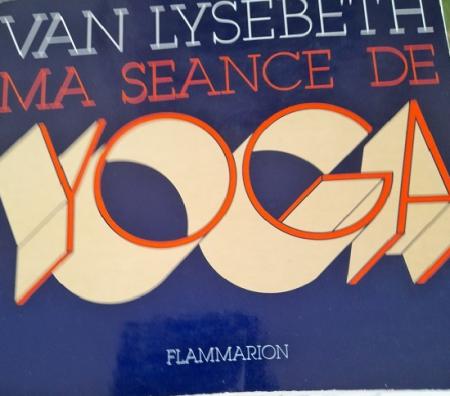 VAN LYSEBETH
MA SEANCE DE
YOGA
FLAMMARION